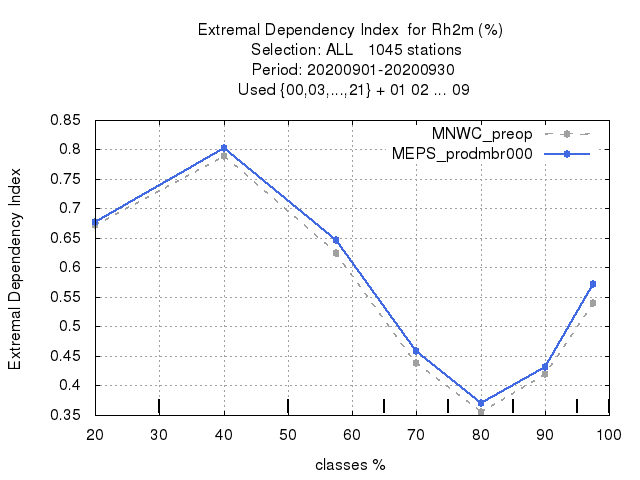 Extremal Dependency Index  for Rh2m (%)
Selection: ALL   1045 stations
Period: 20200901-20200930
Used {00,03,...,21} + 01 02 ... 09
MNWC_preop
MEPS_prodmbr000
Extremal Dependency Index
0.85
0.8
0.75
0.7
0.65
0.6
0.55
0.5
0.45
0.4
0.35
20 30 40 50 60 70 80 90 100
classes %